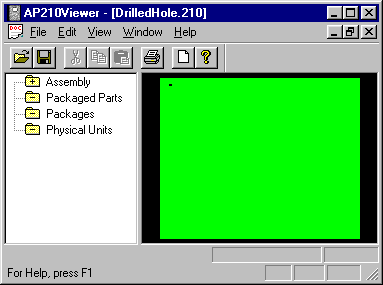 AP210Viewer - [DrilledHole.210]
File Edit View Window Help
Assembly
Packaged Parts
Packages
Physical Units
For Help, press F1